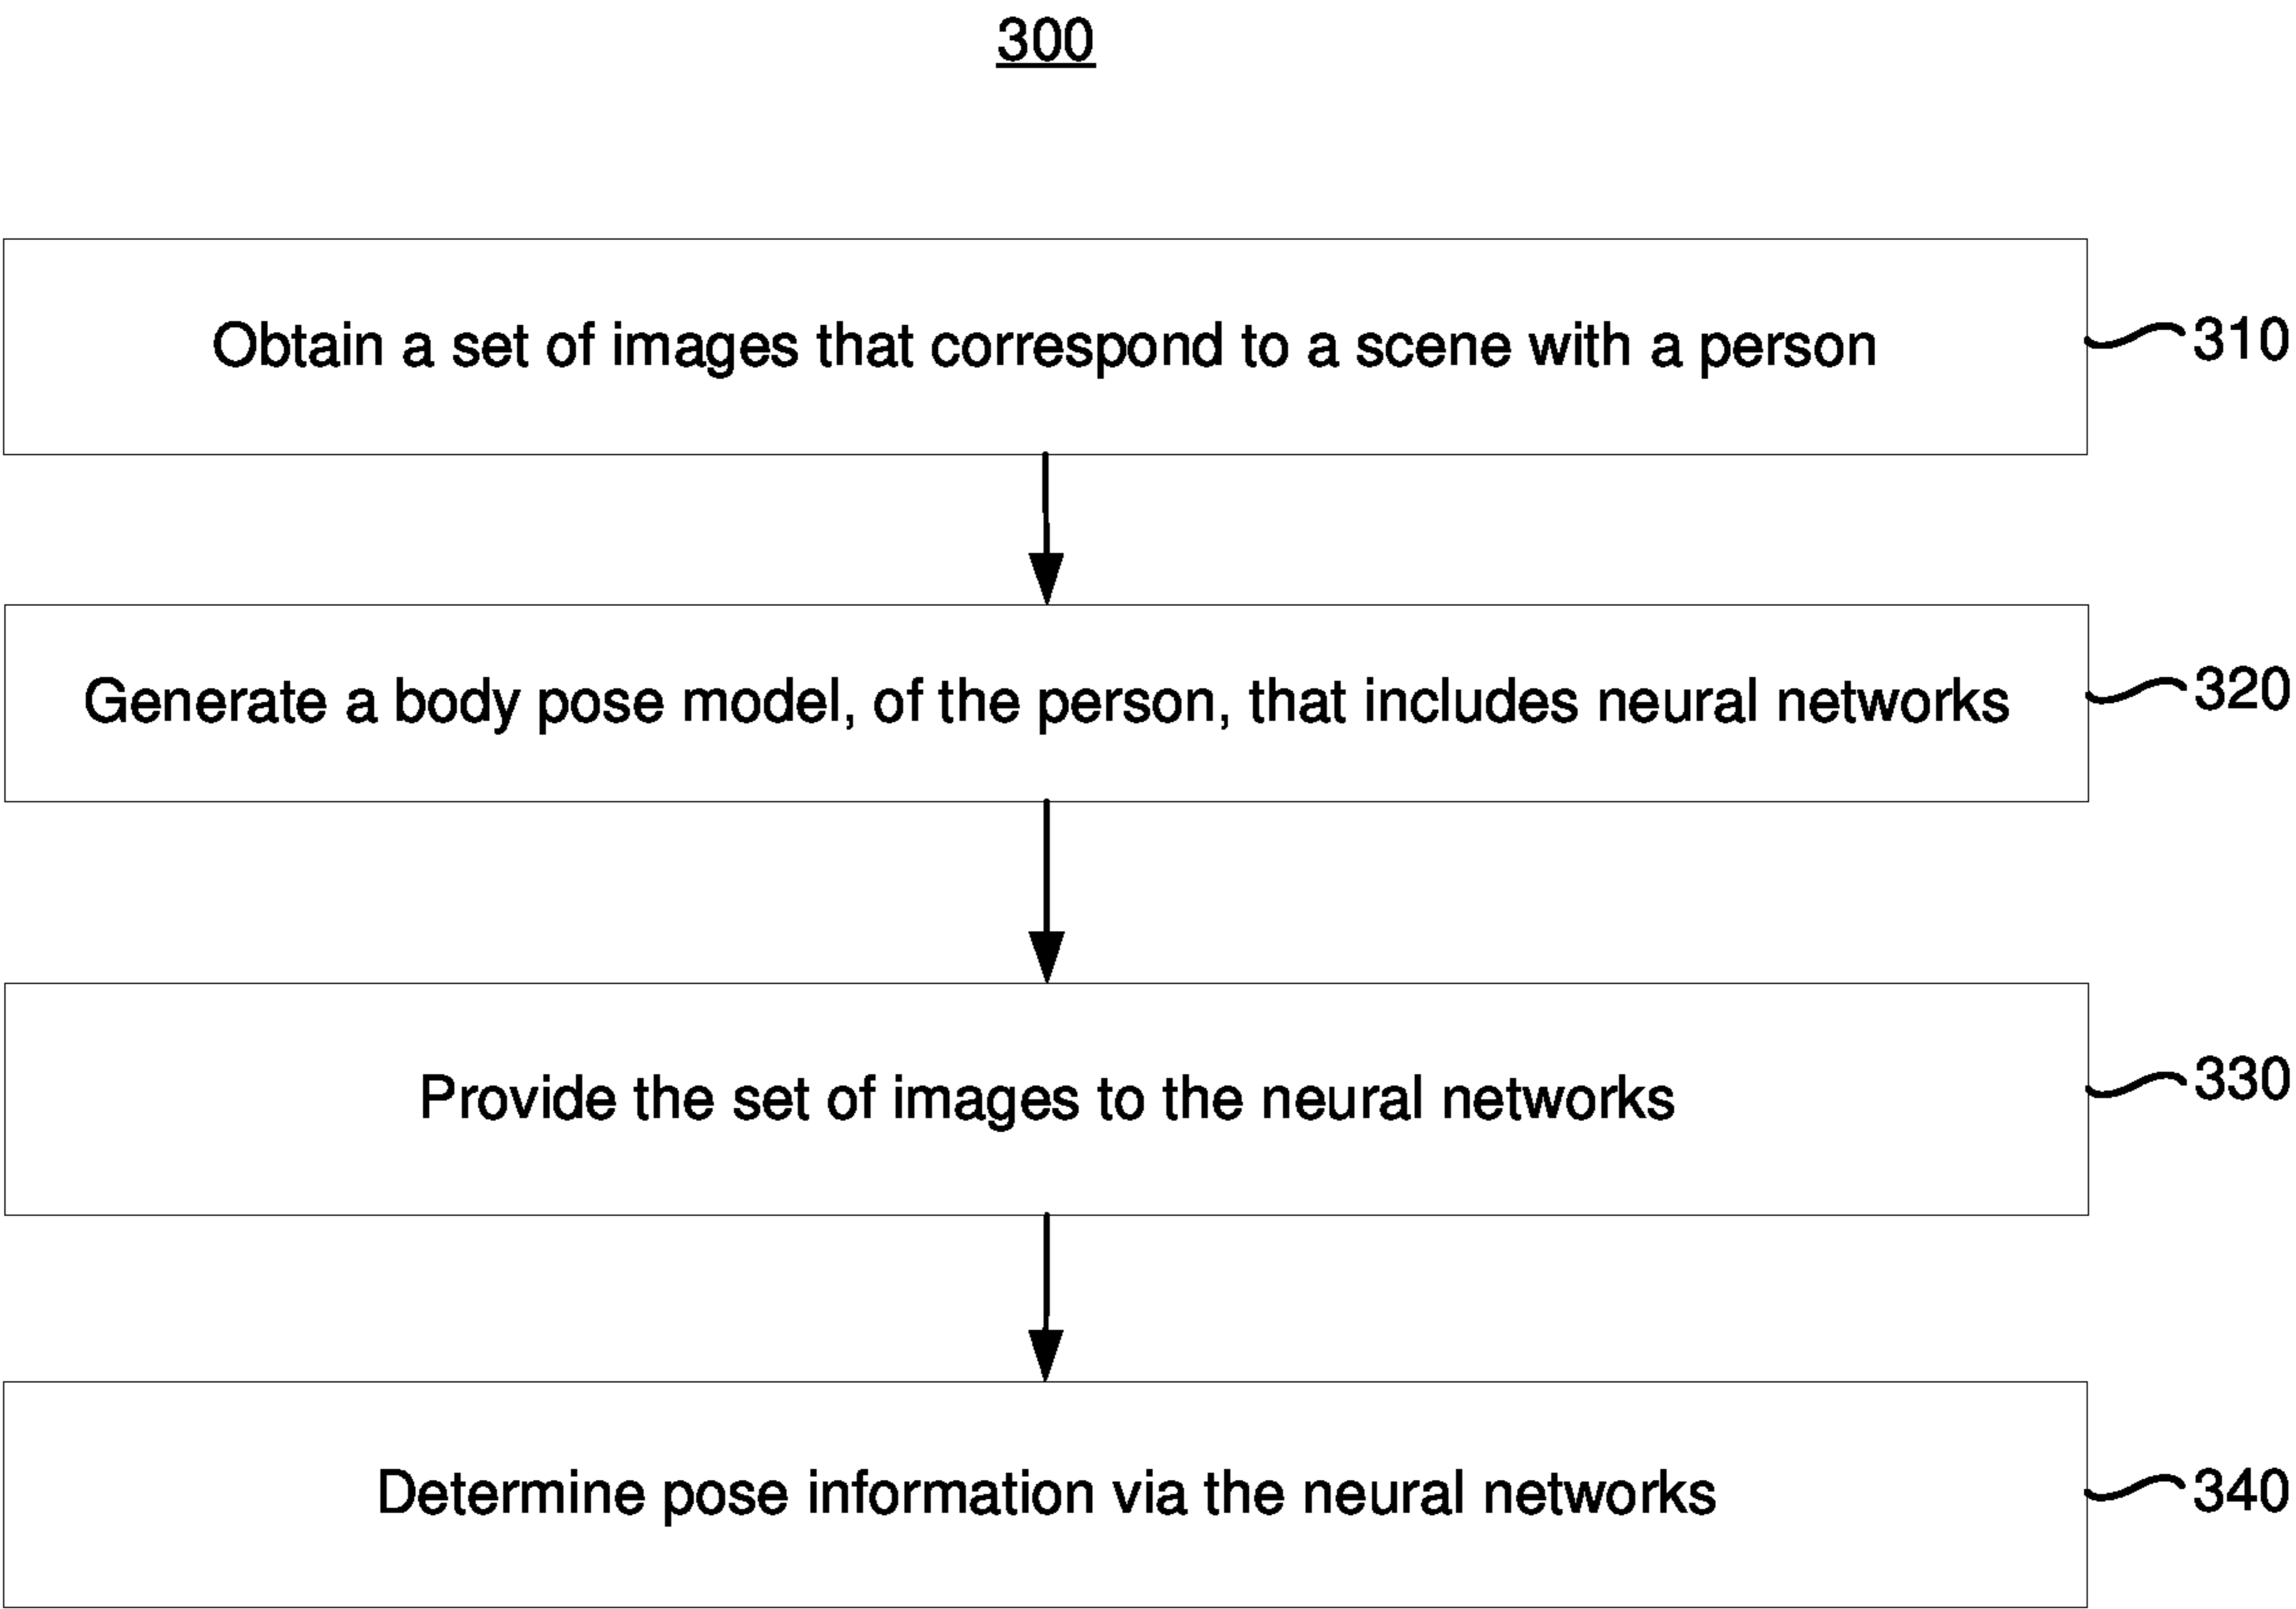 300
Obtain a set of images that correspond to a scene with a person
310
Generate a body pose model, of the person, that includes neural networks
320
Provide the set of images to the neural networks
330
Determine pose information via the neural networks
340